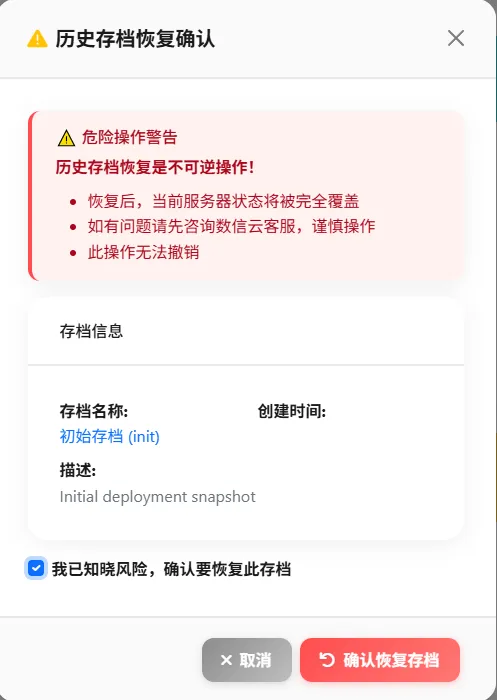 历史存档恢复确认
危险操作警告
历史存档恢复是不可逆操作！
恢复后，当前服务器状态将被完全覆盖
如有问题请先咨询数信云客服，谨慎操作
此操作无法撤销
存档信息
存档名称:
初始存档 (init)
创建时间:
描述:
Initial deployment snapshot
我已知晓风险，确认要恢复此存档
取消
确认恢复存档